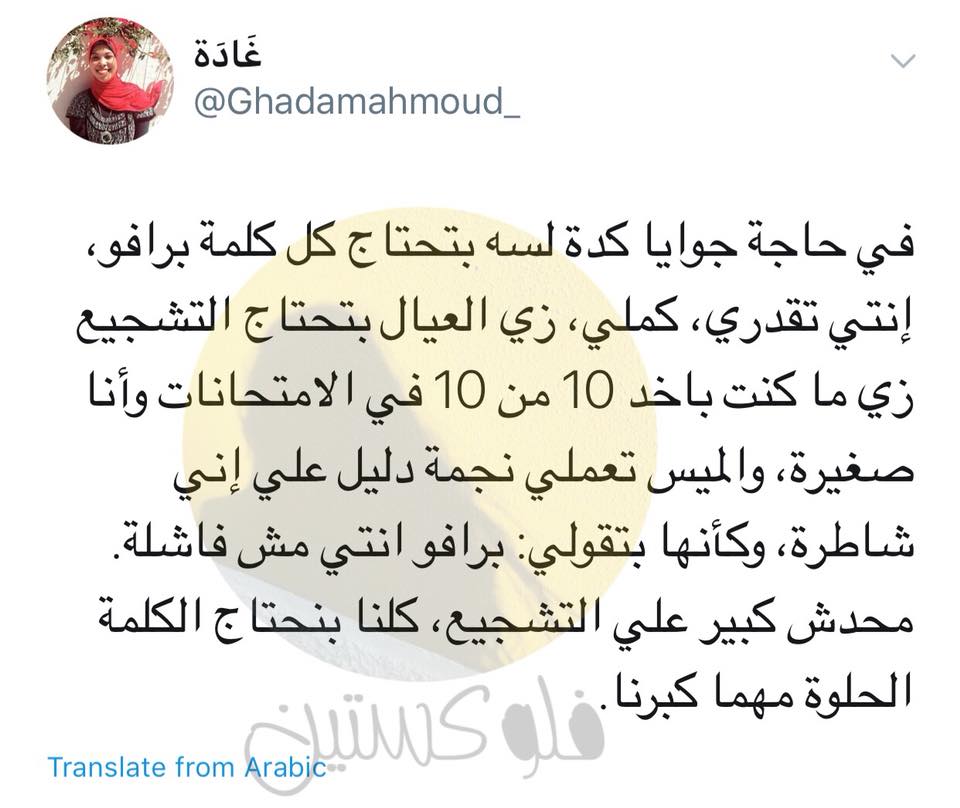 غَادَة
@Ghadamahmoud_
في حاجة جوايا كدة لسه بتحتاج كل كلمة برافو،
إنتي تقدري، كملي، زي العيال بتحتاج التشجيع
زي ما كنت باخد 10 من 10 في الامتحانات وأنا
صغيرة، والميس تعملي نجمة دليل علي إني
شاطرة، وكأنها بتقولي: برافو انتي مش فاشلة.
محدش كبير علي التشجيع، كلنا بنحتاج الكلمة
الحلوة مهما كبرنا.
فلوكستين
Translate from Arabic